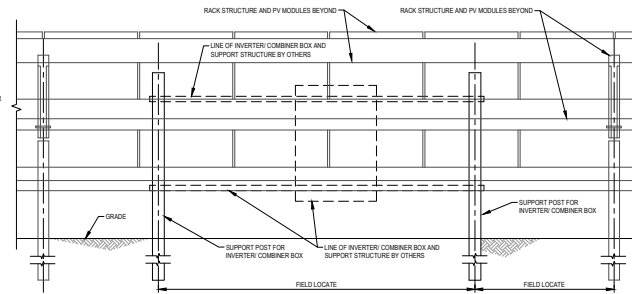 RACK STRUCTURE AND PV MODULES BEYOND
RACK STRUCTURE AND PV MODULES BEYOND
LINE OF INVERTER/ COMBINER BOX AND
SUPPORT STRUCTURE BY OTHERS
GRADE
SUPPORT POST FOR
INVERTER/ COMBINER BOX
SUPPORT POST FOR
INVERTER/ COMBINER BOX
LINE OF INVERTER/ COMBINER BOX AND
SUPPORT STRUCTURE BY OTHERS
FIELD LOCATE
FIELD LOCATE